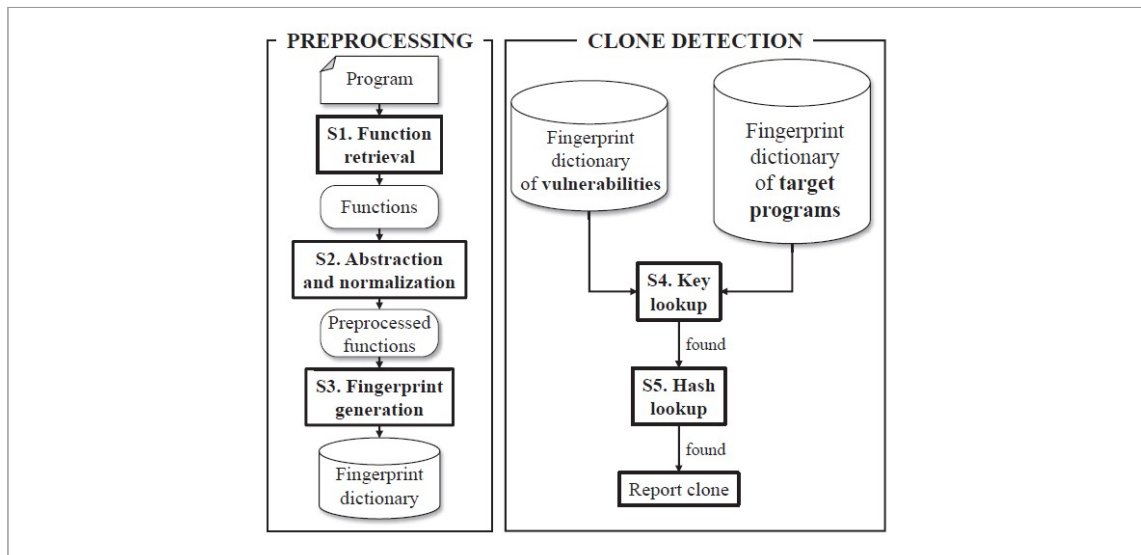 PREPROCESSING
Program
S1. Function
retrieval
Functions
S2. Abstraction
and normalization
Preprocessed
functions
S3. Fingerprint
generation
Fingerprint
dictionary
CLONE DETECTION
Fingerprint
dictionary
of vulnerabilities
Fingerprint
dictionary
of target
programs
S4. Key
lookup
found
S5. Hash
lookup
found
Report clone